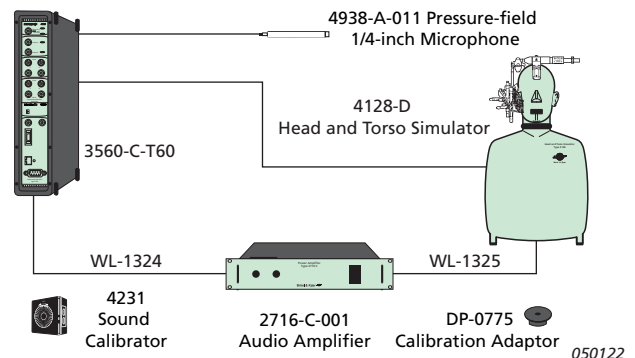 4938-A-011 Pressure-field
1/4-inch Microphone
4128-D
Head and Torso Simulator
3560-C-T60
WL-1324
WL-1325
4231
Sound
Calibrator
2716-C-001
Audio Amplifier
DP-0775
Calibration Adaptor
050122